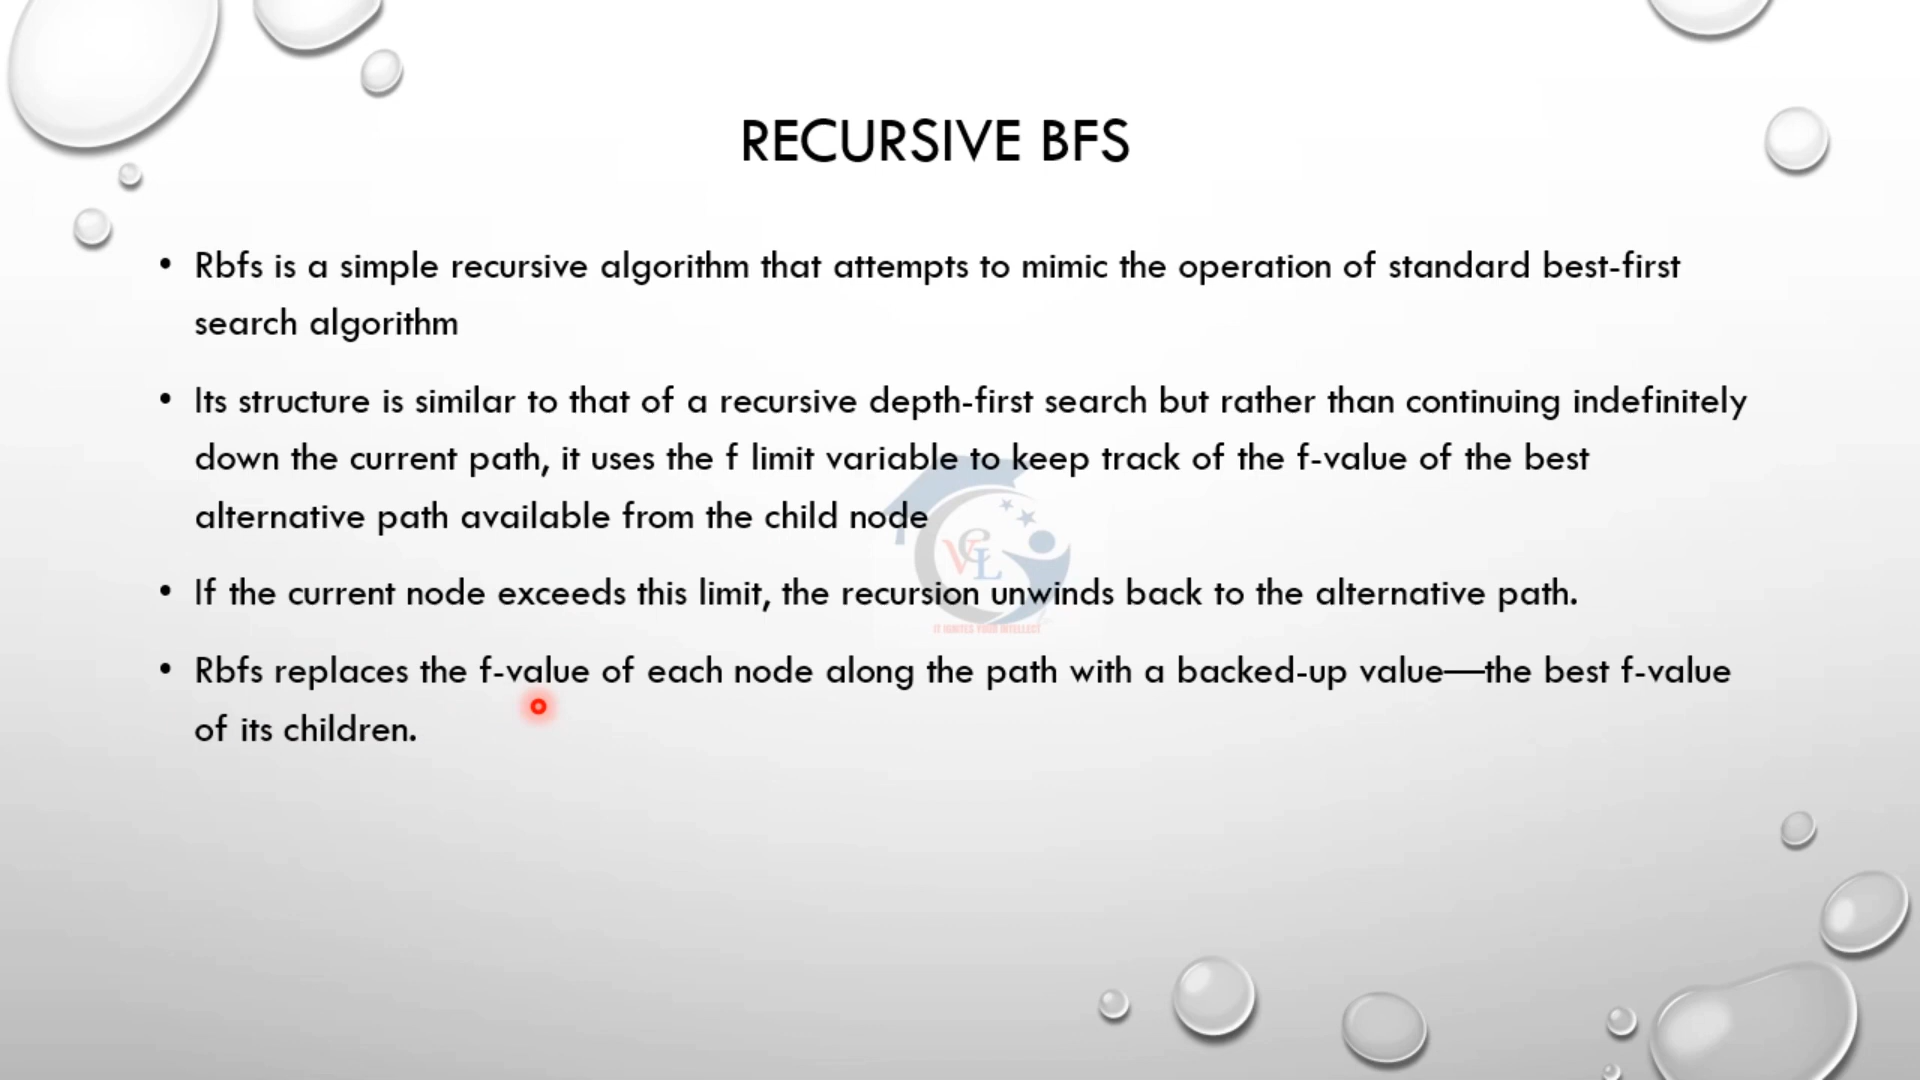 RECURSIVE BFS
• Rbfs is a simple recursive algorithm that attempts to mimic the operation of standard best-first
search algorithm
• Its structure is similar to that of a recursive depth-first search but rather than continuing indefinitely
down the current path, it uses the f limit variable to keep track of the f-value of the best
alternative path available from the child node
VeL
• If the current node exceeds this limit, the recursion unwinds back to the alternative path.
IT IGNITES YOUR INTELLECT
• Rbfs replaces the f-value of each node along the path with a backed-up value—the best f-value
of its children.